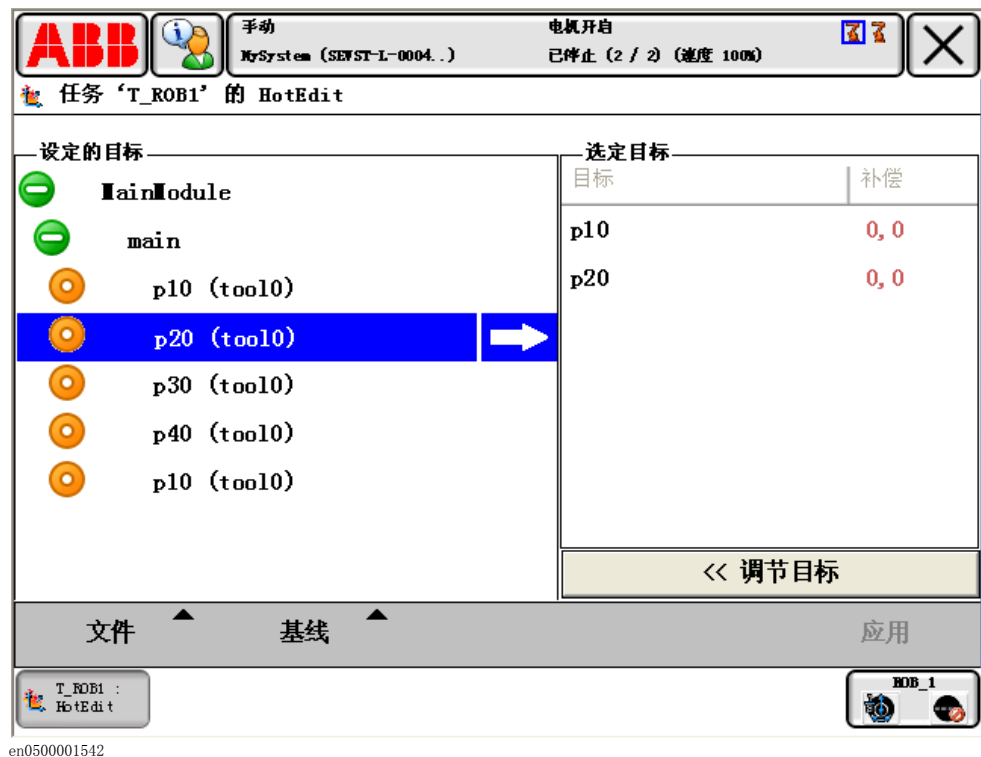 ABB
手动
MySystem (SEVST-L-0004..)
电机开启
已停止 (2 / 2) (速度 100%)
任务‘T_ROB1’的 HotEdit
设定的目标
MainModule
main
p10 (tool0)
p20 (tool0)
p30 (tool0)
p40 (tool0)
p10 (tool0)
选定目标
目标 补偿
p10 0,0
p20 0,0
<< 调节目标
文件 基线 应用
T_ROB1 :
HotEdit
ROB_1
en0500001542